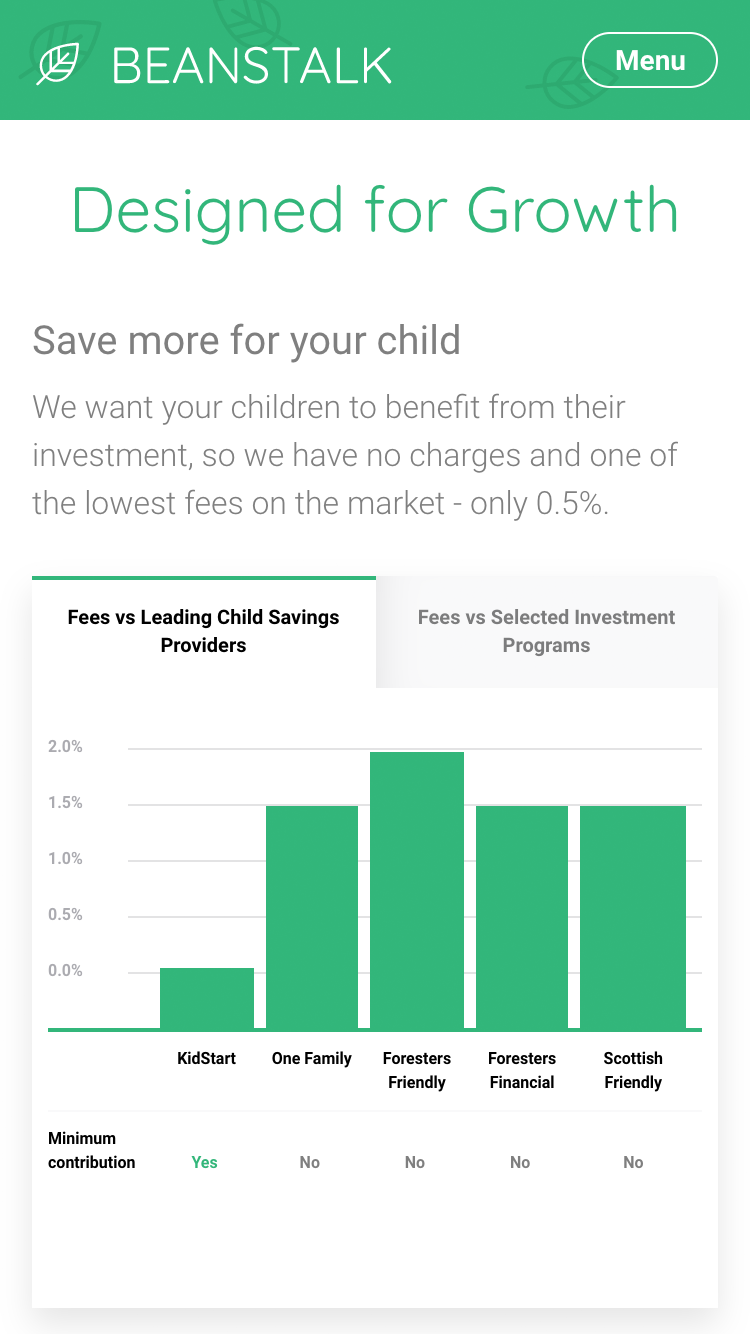 BEANSTALK
Menu
Designed for Growth
Save more for your child
We want your children to benefit from their
investment, so we have no charges and one of
the lowest fees on the market - only 0.5%.
Fees vs Leading Child Savings
Providers
Fees vs Selected Investment
Programs
2.0%
1.5%
1.0%
0.5%
0.0%
KidStart
One Family
Foresters
Friendly
Foresters
Financial
Scottish
Friendly
Minimum
contribution
Yes
No
No
No
No